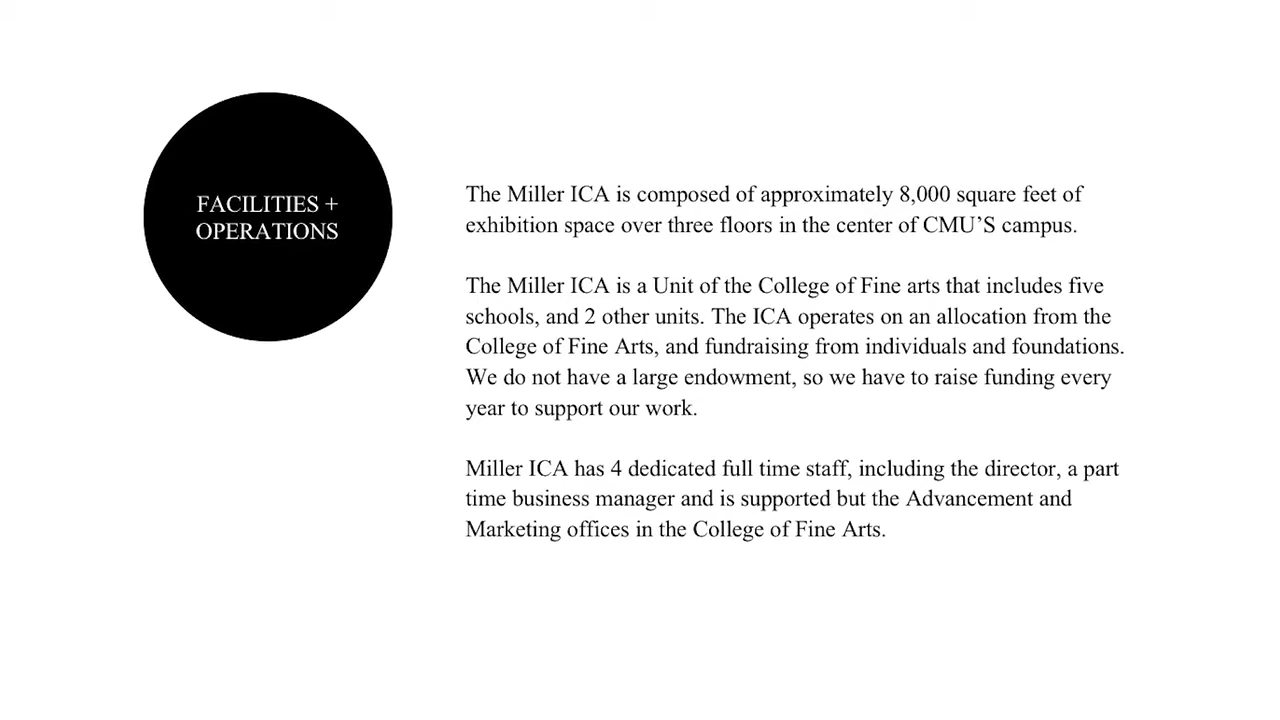 FACILITIES +
OPERATIONS
The Miller ICA is composed of approximately 8,000 square feet of
exhibition space over three floors in the center of CMU’S campus.
The Miller ICA is a Unit of the College of Fine arts that includes five
schools, and 2 other units. The ICA operates on an allocation from the
College of Fine Arts, and fundraising from individuals and foundations.
We do not have a large endowment, so we have to raise funding every
year to support our work.
Miller ICA has 4 dedicated full time staff, including the director, a part
time business manager and is supported but the Advancement and
Marketing offices in the College of Fine Arts.